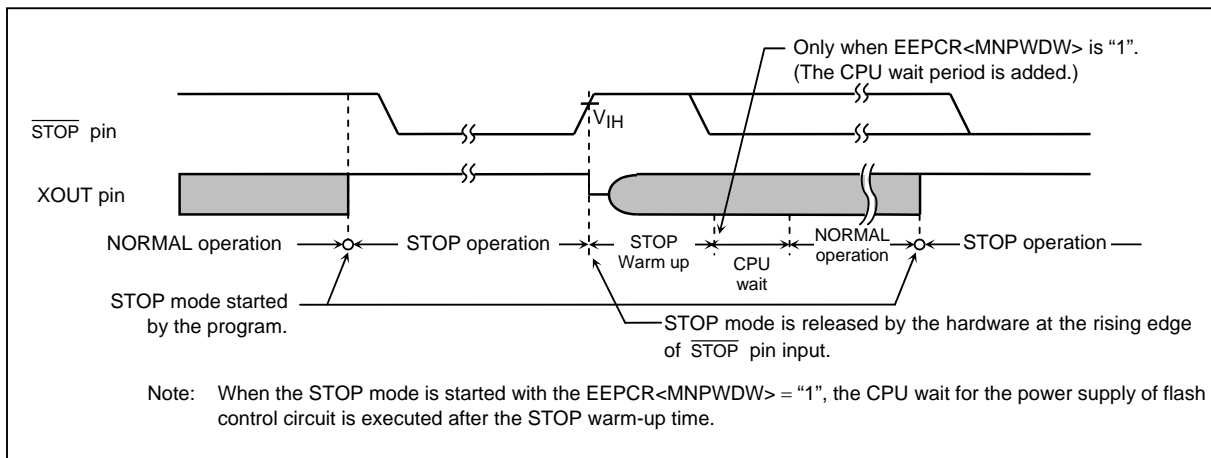 Only when EEPCR<MNPWDW> is “1”.
(The CPU wait period is added.)
VIH
STOP pin
XOUT pin
NORMAL operation
STOP operation
STOP
Warm up
CPU
wait
NORMAL
operation
STOP operation
STOP mode started
by the program.
STOP mode is released by the hardware at the rising edge
of STOP pin input.
Note: When the STOP mode is started with the EEPCR<MNPWDW> = “1”, the CPU wait for the power supply of flash
control circuit is executed after the STOP warm-up time.